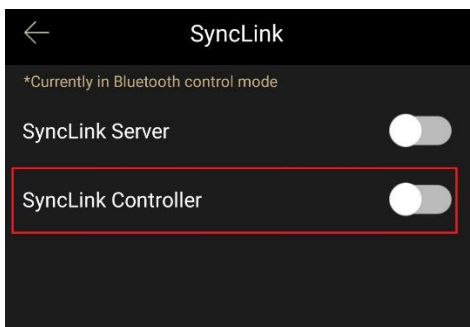 SyncLink
*Currently in Bluetooth control mode
SyncLink Server
SyncLink Controller